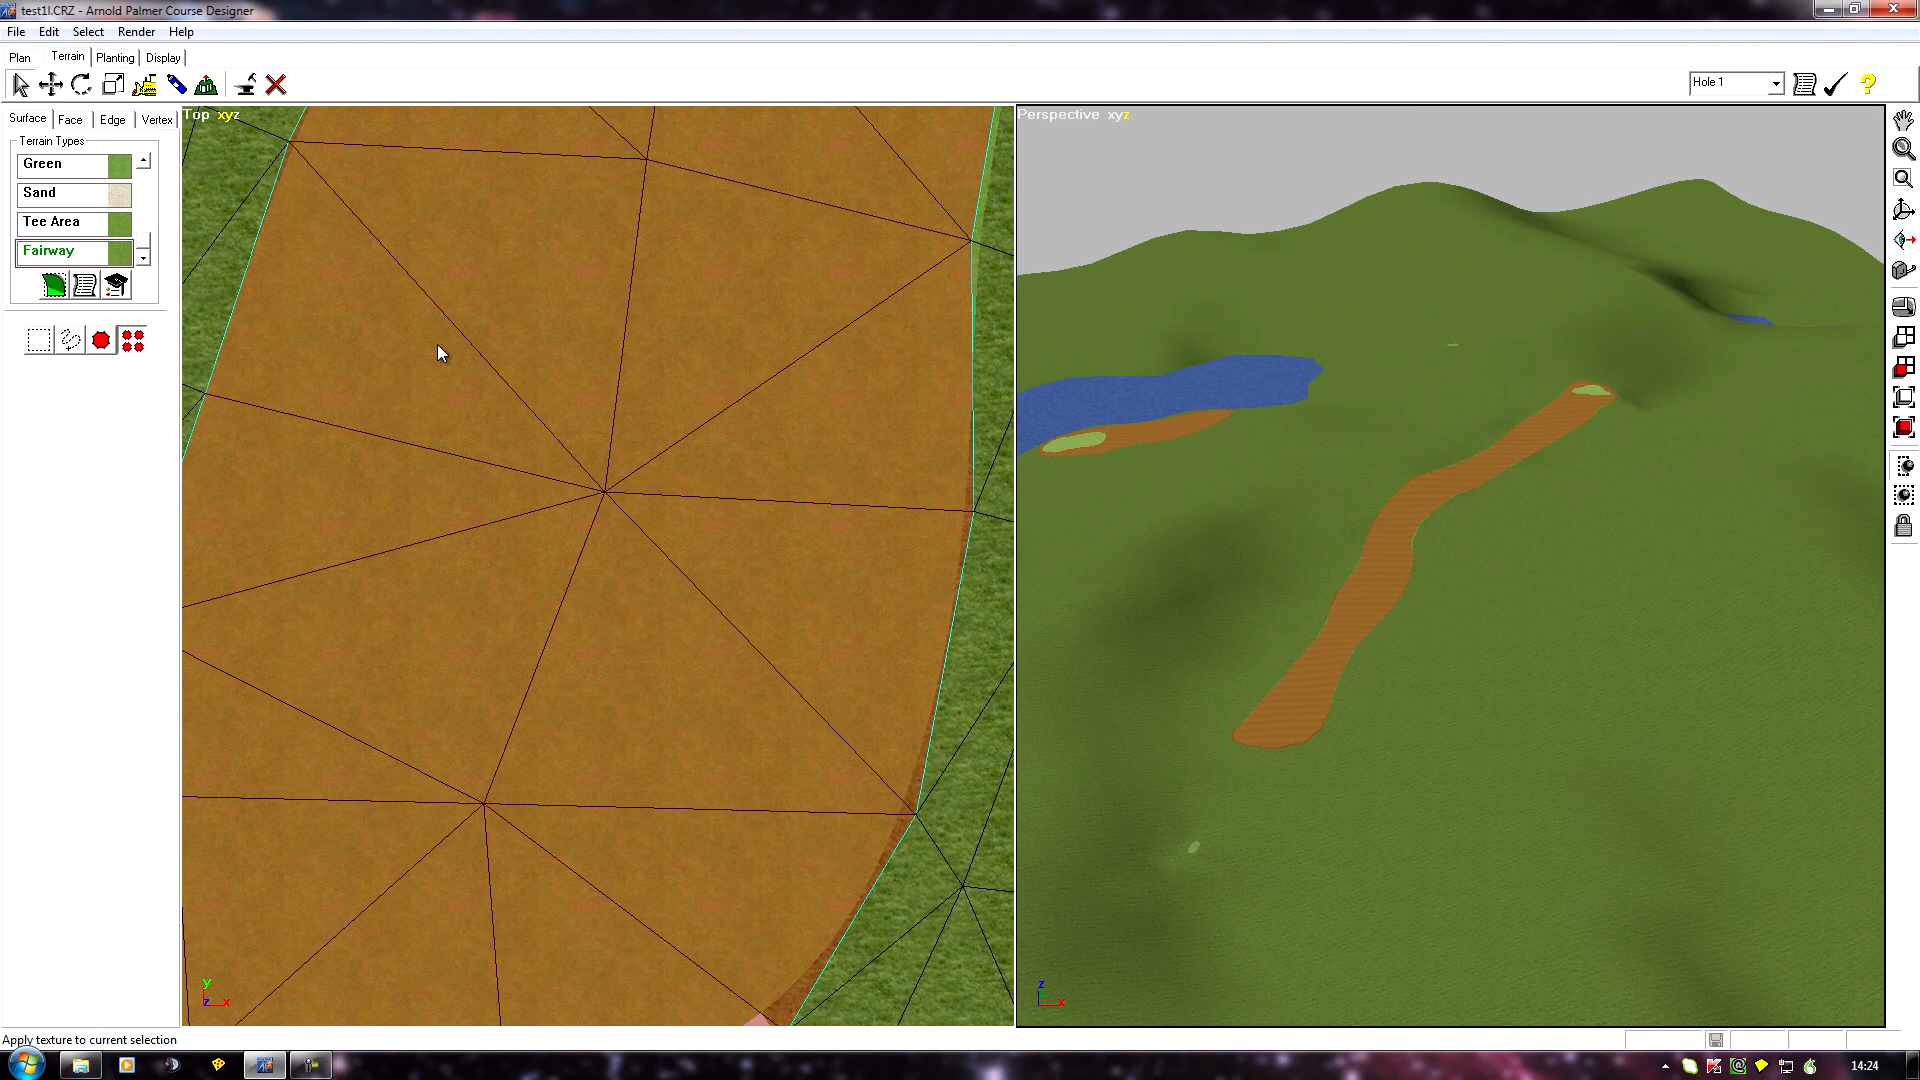 test1l.CRZ - Arnold Palmer Course Designer
File Edit Select Render Help
Plan Terrain Planting Display
Hole 1
Surface Face Edge Vertex
Top xyz
Perspective xyz
Terrain Types
Green
Sand
Tee Area
Fairway
y
z x
z
x
Apply texture to current selection
14:24